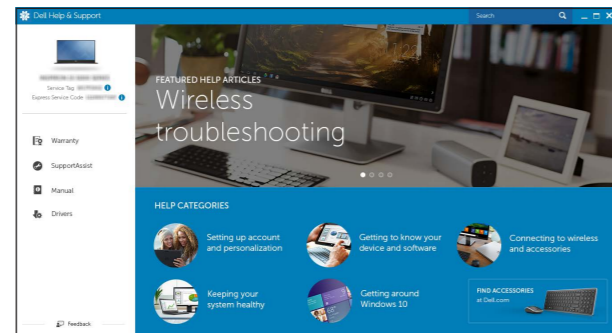 Dell Help & Support
Search
Service Tag:
Express Service Code:
Warranty
SupportAssist
Manual
Drivers
Feedback
FEATURED HELP ARTICLES
Wireless
troubleshooting
HELP CATEGORIES
Setting up account
and personalization
Getting to know your
device and software
Connecting to wireless
and accessories
Keeping your
system healthy
Getting around
Windows 10
FIND ACCESSORIES
at Dell.com